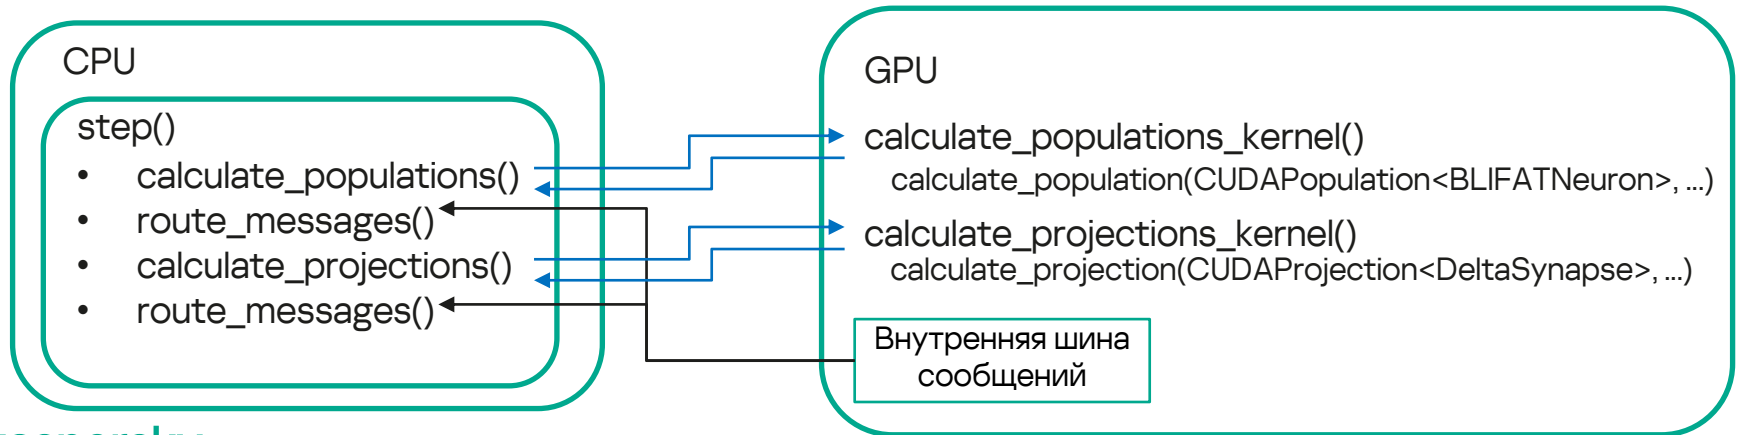 CPU
step()
• calculate_populations()
• route_messages()
• calculate_projections()
• route_messages()
GPU
calculate_populations_kernel()
calculate_population(CUDAPopulation<BLIFATNeuron>, ...)
calculate_projections_kernel()
calculate_projection(CUDAProjection<DeltaSynapse>, ...)
Внутренняя шина
сообщений